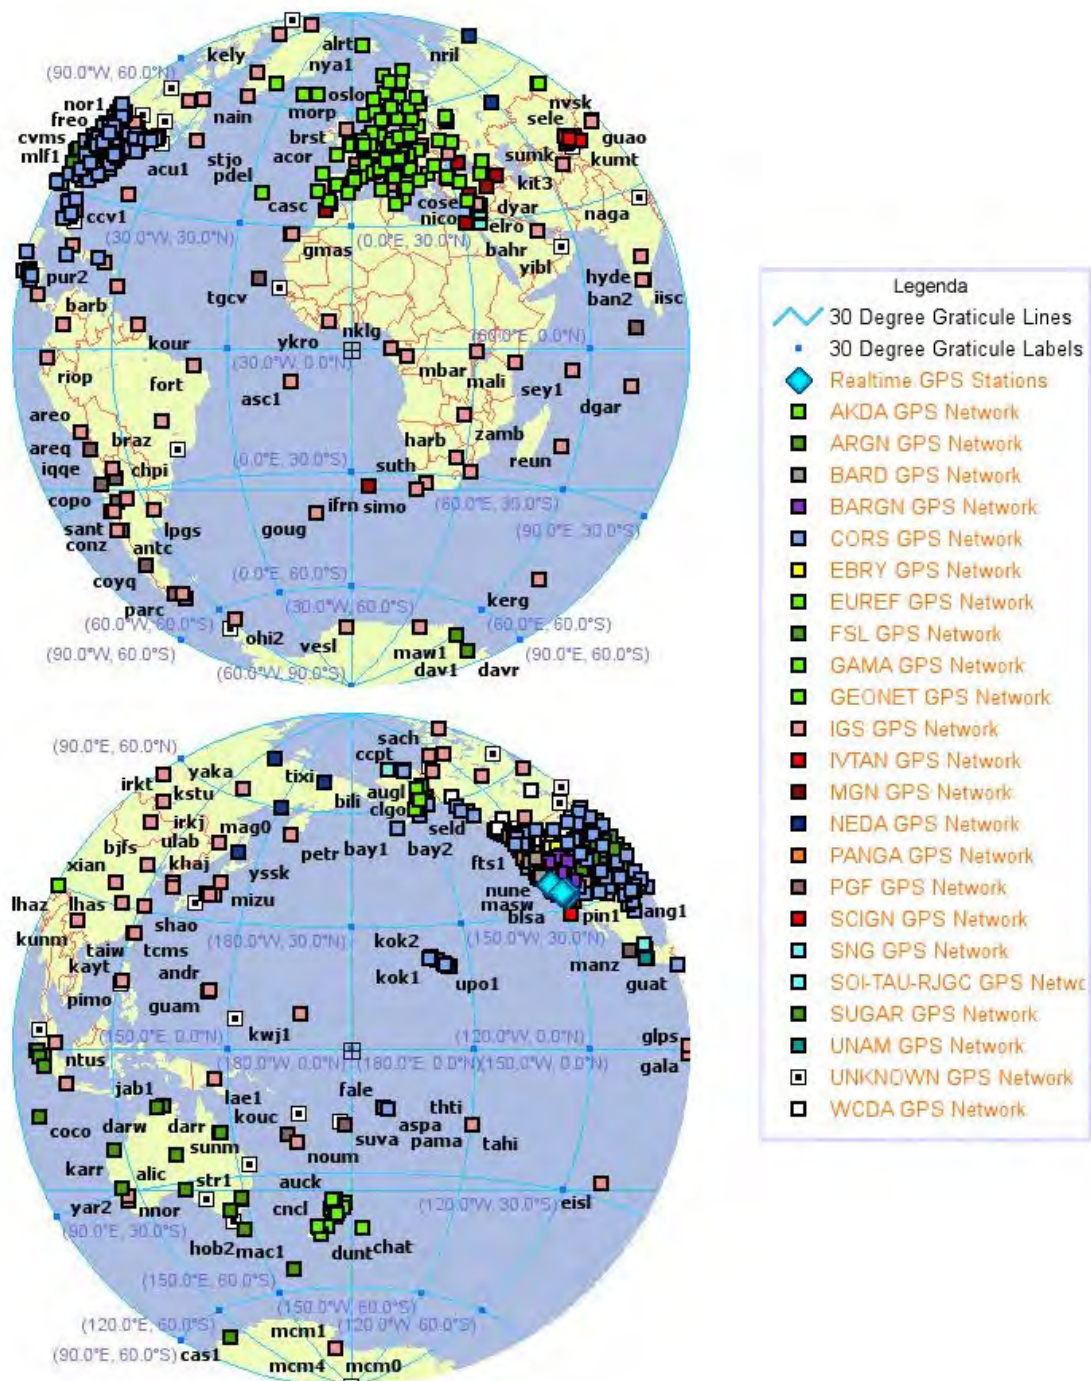 kely
alrt
nya1
nril
(90.0°W, 60.0°N)
nor1
freo
cvms
mlf1
nain
morp
oslo
brst
acor
stjo
pdel
acu1
casc
ccv1
(30.0°W, 30.0°N)
(0.0°E, 30.0°N)
nvsk
sele
guao
sumk
kumt
kit3
cose
dyar
nico
elro
naga
bahr
yibl
gmas
hyde
ban2
iisc
pur2
barb
tgcv
nklg
ykro
(60.0°E, 0.0°N)
(30.0°W, 0.0°N)
kour
fort
riop
asc1
mbar
mali
sey1
dgar
areo
areq
braz
iqqe
chpi
harb
zamb
reun
suth
(0.0°E, 30.0°S)
(60.0°E, 30.0°S)
(90.0°E, 30.0°S)
copo
sant
conz
lpgs
antc
goug
ifrn
simo
coyq
parc
(0.0°E, 60.0°S)
(30.0°W, 60.0°S)
kerg
(60.0°W, 60.0°S)
(90.0°W, 60.0°S)
(60.0°W, 90.0°S)
ohi2
vesl
maw1
dav1
davr
(60.0°E, 60.0°S)
(90.0°E, 60.0°S)
(90.0°E, 60.0°N)
irkt
yaka
kstu
tixi
ccpt
sach
augl
clgo
bili
irkj
ulab
mag0
bjfs
xian
khaj
petr
bay1
bay2
seld
fts1
yssk
lhaz
lhas
mizu
nune
masw
blsa
pin1
ang1
kunm
shao
taiw
tcms
(180.0°W, 30.0°N)
(150.0°W, 30.0°N)
kok2
kok1
upo1
manz
guat
kayt
andr
pimo
guam
kwj1
(150.0°E, 0.0°N)
(180.0°W, 0.0°N)
(180.0°E, 0.0°N)
(150.0°W, 0.0°N)
(120.0°W, 0.0°N)
glps
gala
ntus
jab1
lae1
kouc
fale
thti
coco
darw
darr
sunm
suva
aspa
pama
tahi
noum
karr
alic
str1
auck
eisl
yar2
nnor
cncl
(120.0°W, 30.0°S)
(90.0°E, 30.0°S)
hob2
mac1
dunt
chat
(150.0°E, 60.0°S)
(150.0°W, 60.0°S)
(120.0°E, 60.0°S)
(120.0°W, 60.0°S)
(90.0°E, 60.0°S)
cas1
mcm1
mcm4
mcm0
Legenda
30 Degree Graticule Lines
30 Degree Graticule Labels
Realtime GPS Stations
AKDA GPS Network
ARGN GPS Network
BARD GPS Network
BARGN GPS Network
CORS GPS Network
EBRY GPS Network
EUREF GPS Network
FSL GPS Network
GAMA GPS Network
GEONET GPS Network
IGS GPS Network
IVTAN GPS Network
MGN GPS Network
NEDA GPS Network
PANGA GPS Network
PGF GPS Network
SCIGN GPS Network
SNG GPS Network
SOI-TAU-RJGC GPS Netwc
SUGAR GPS Network
UNAM GPS Network
UNKNOWN GPS Network
WCDA GPS Network